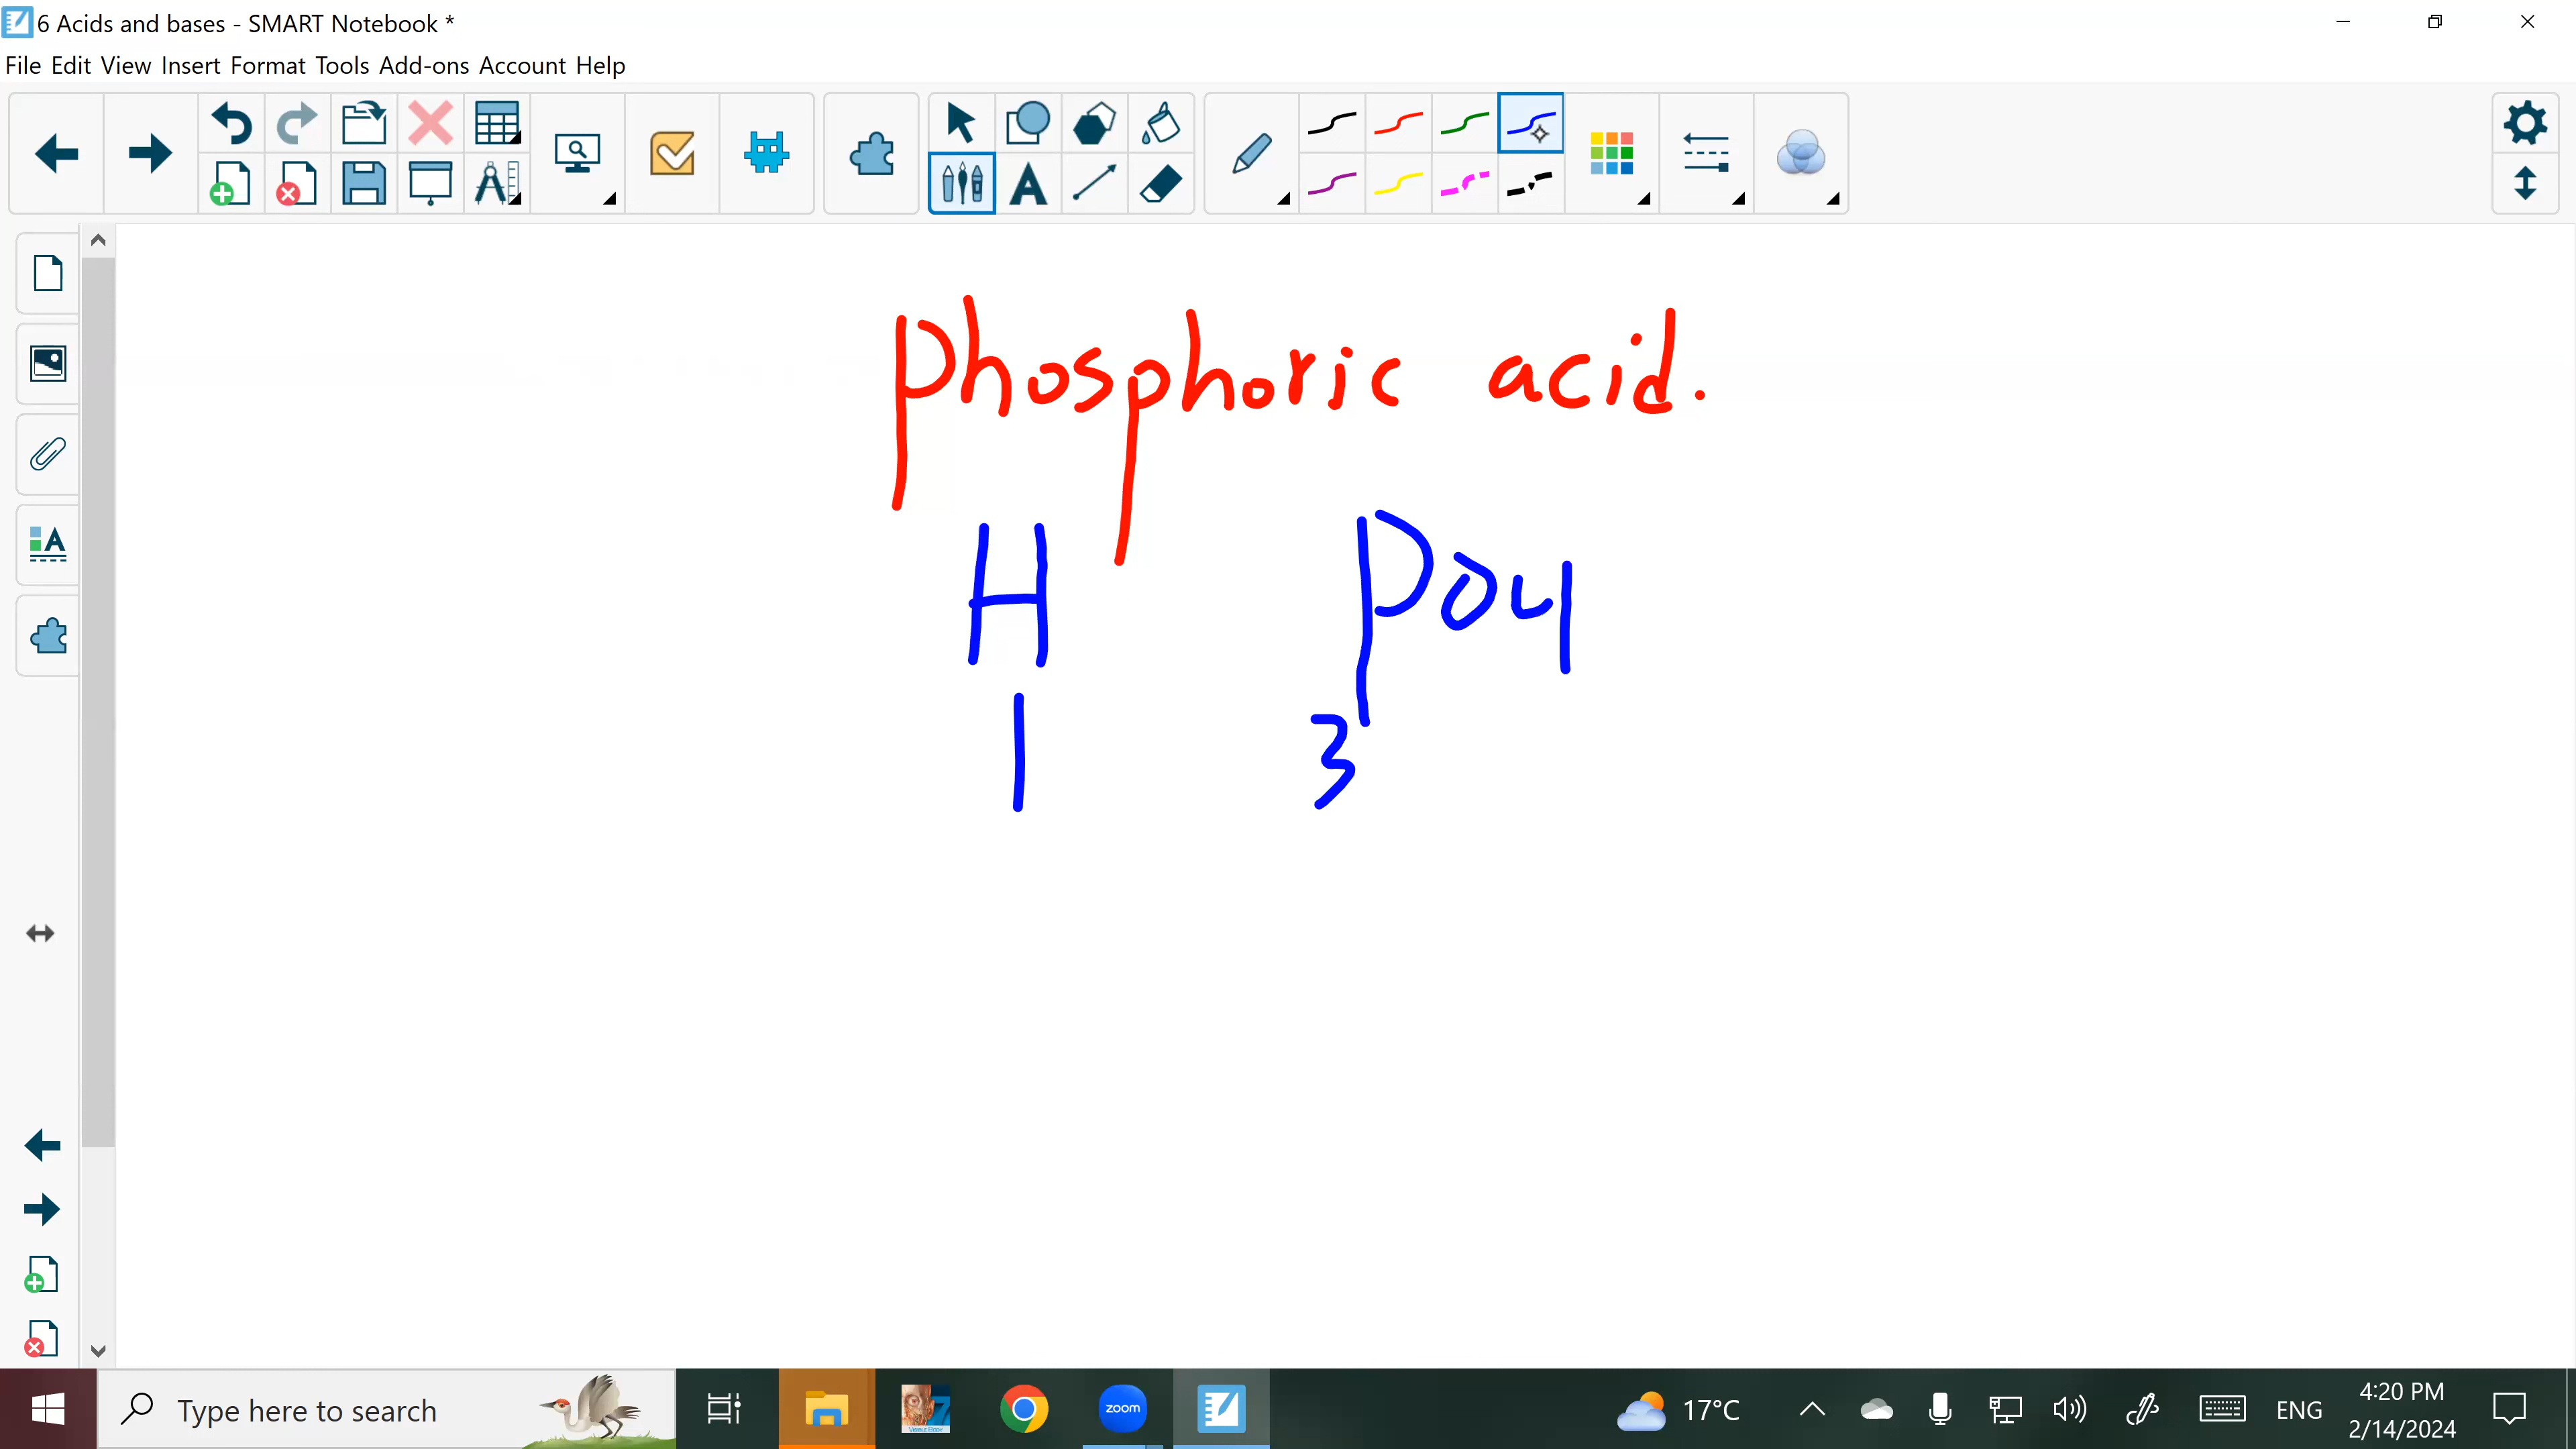 6 Acids and bases - SMART Notebook *
File Edit View Insert Format Tools Add-ons Account Help
Phosphoric acid.
H PO4
1 3
Type here to search
zoom
17°C
ENG
4:20 PM
2/14/2024